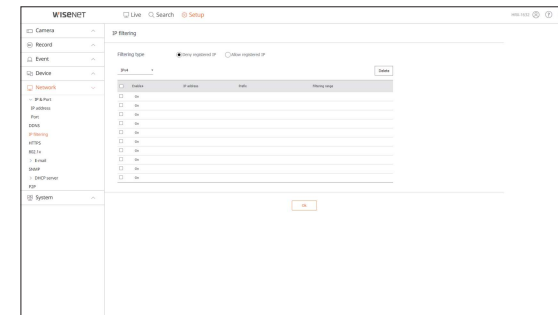 WISENET Live Search Setup
Camera
Record
Event
Device
Network
IP & Port
IP address
Port
DDNS
IP filtering
HTTPS
802.1x
E-mail
SNMP
DHCP server
P2P
System
IP filtering
Filtering type Deny registered IP Allow registered IP
IPv4 Delete
Enabled IP address Prefix Filtering range
On
On
On
On
On
On
On
On
On
On
OK